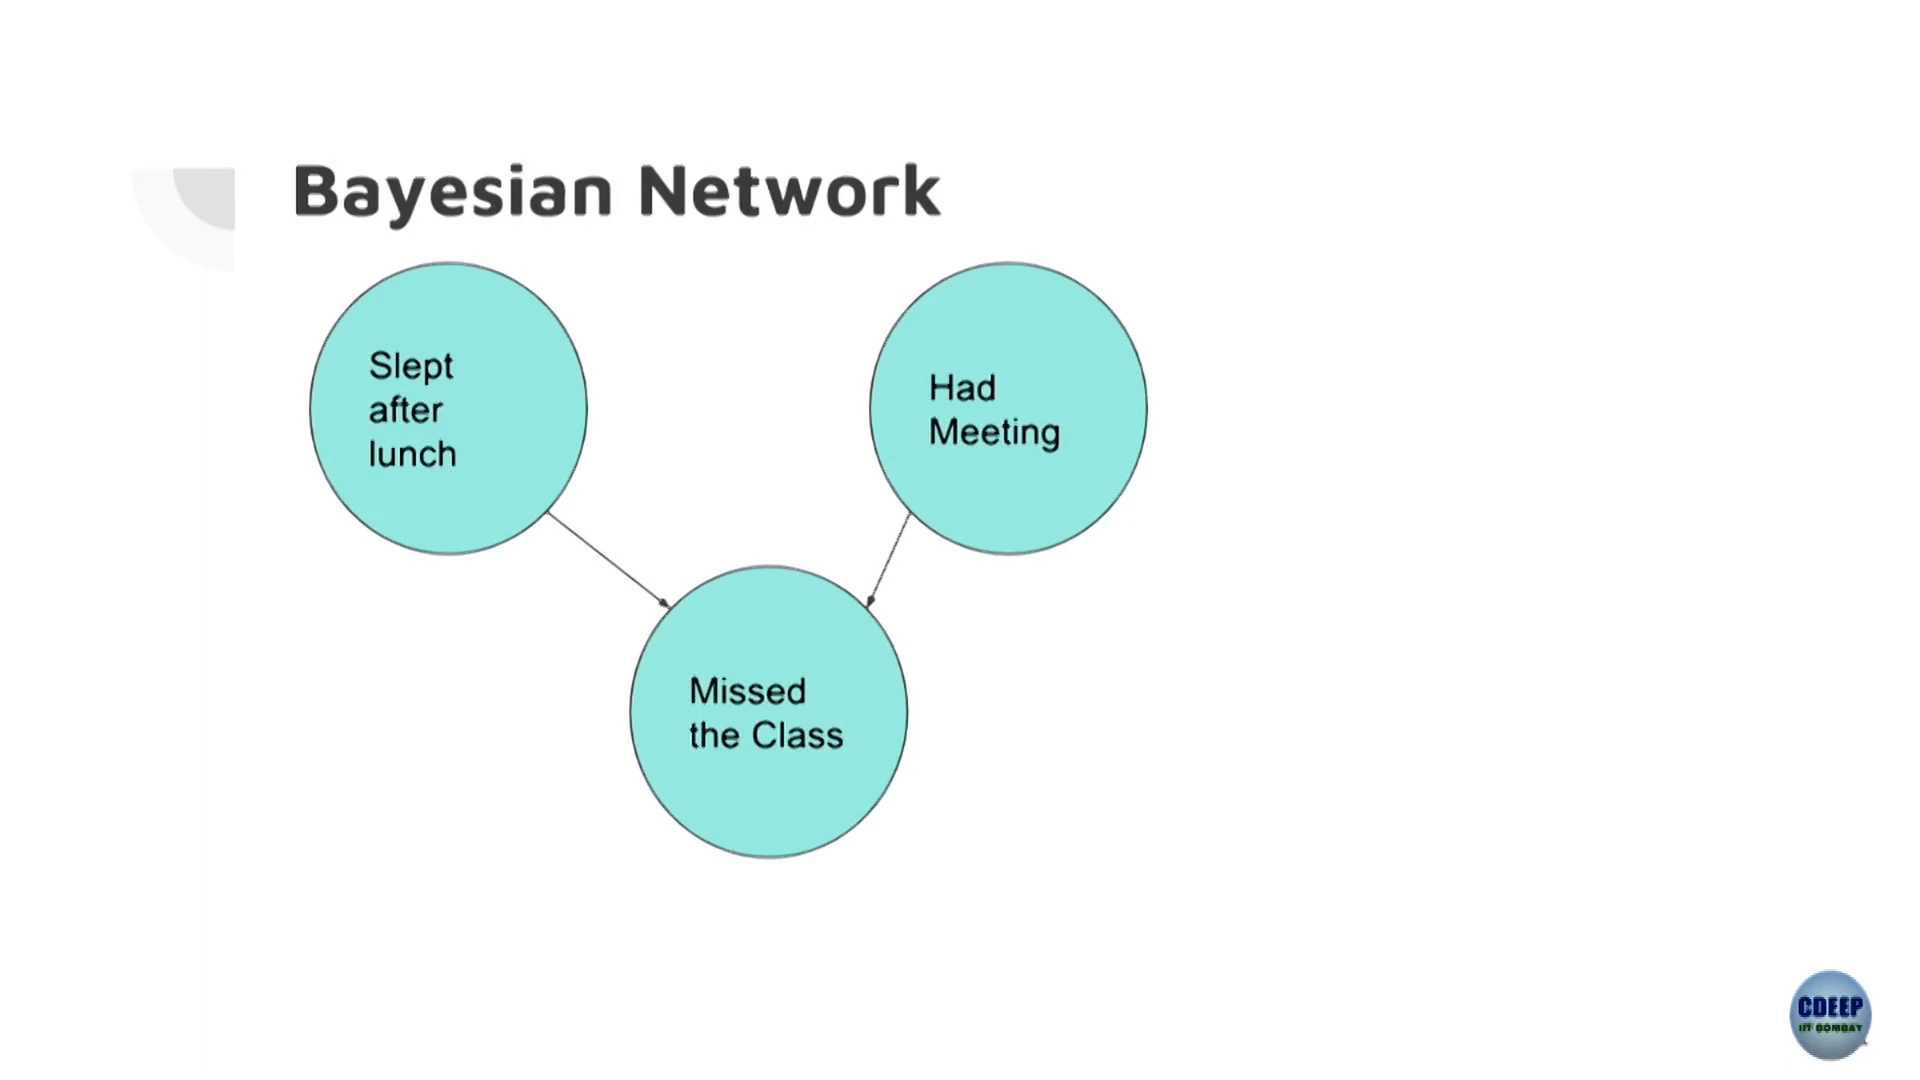 Bayesian Network
Slept
after
lunch
Had
Meeting
Missed
the Class
CDEEP
IIT BOMBAY